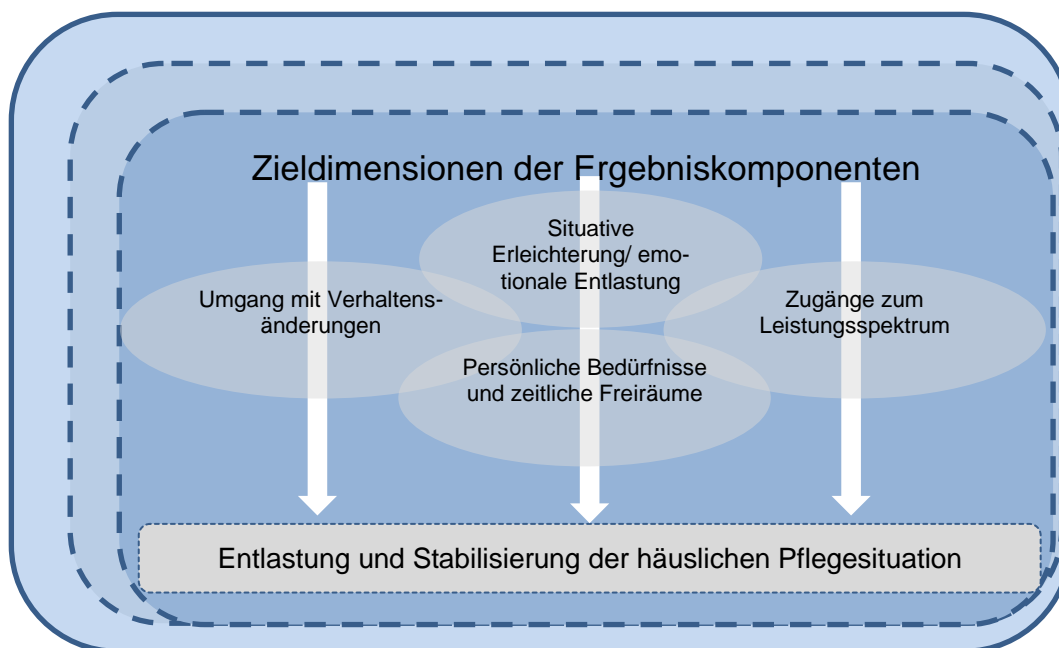 Zieldimensionen der Ergebniskomponenten
Situative
Erleichterung/ emo-
tionale Entlastung
Umgang mit Verhaltens-
änderungen
Zugänge zum
Leistungsspektrum
Persönliche Bedürfnisse
und zeitliche Freiräume
Entlastung und Stabilisierung der häuslichen Pflegesituation